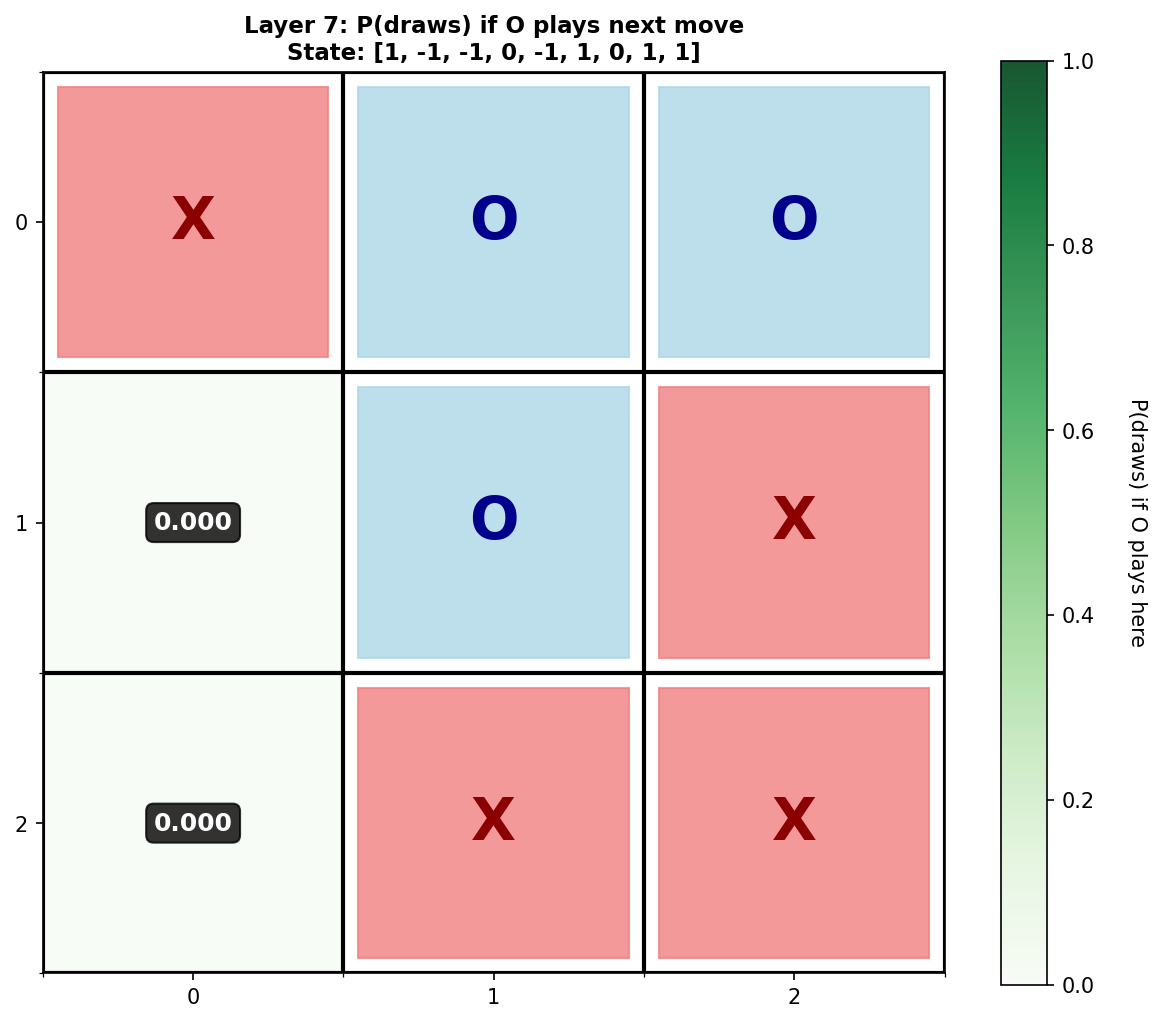 Layer 7: P(draws) if O plays next move
State: [1, -1, -1, 0, -1, 1, 0, 1, 1]
0
X
O
O
1
0.000
O
X
2
0.000
X
X
0
1
2
1.0
0.8
0.6
0.4
0.2
0.0
P(draws) if O plays here